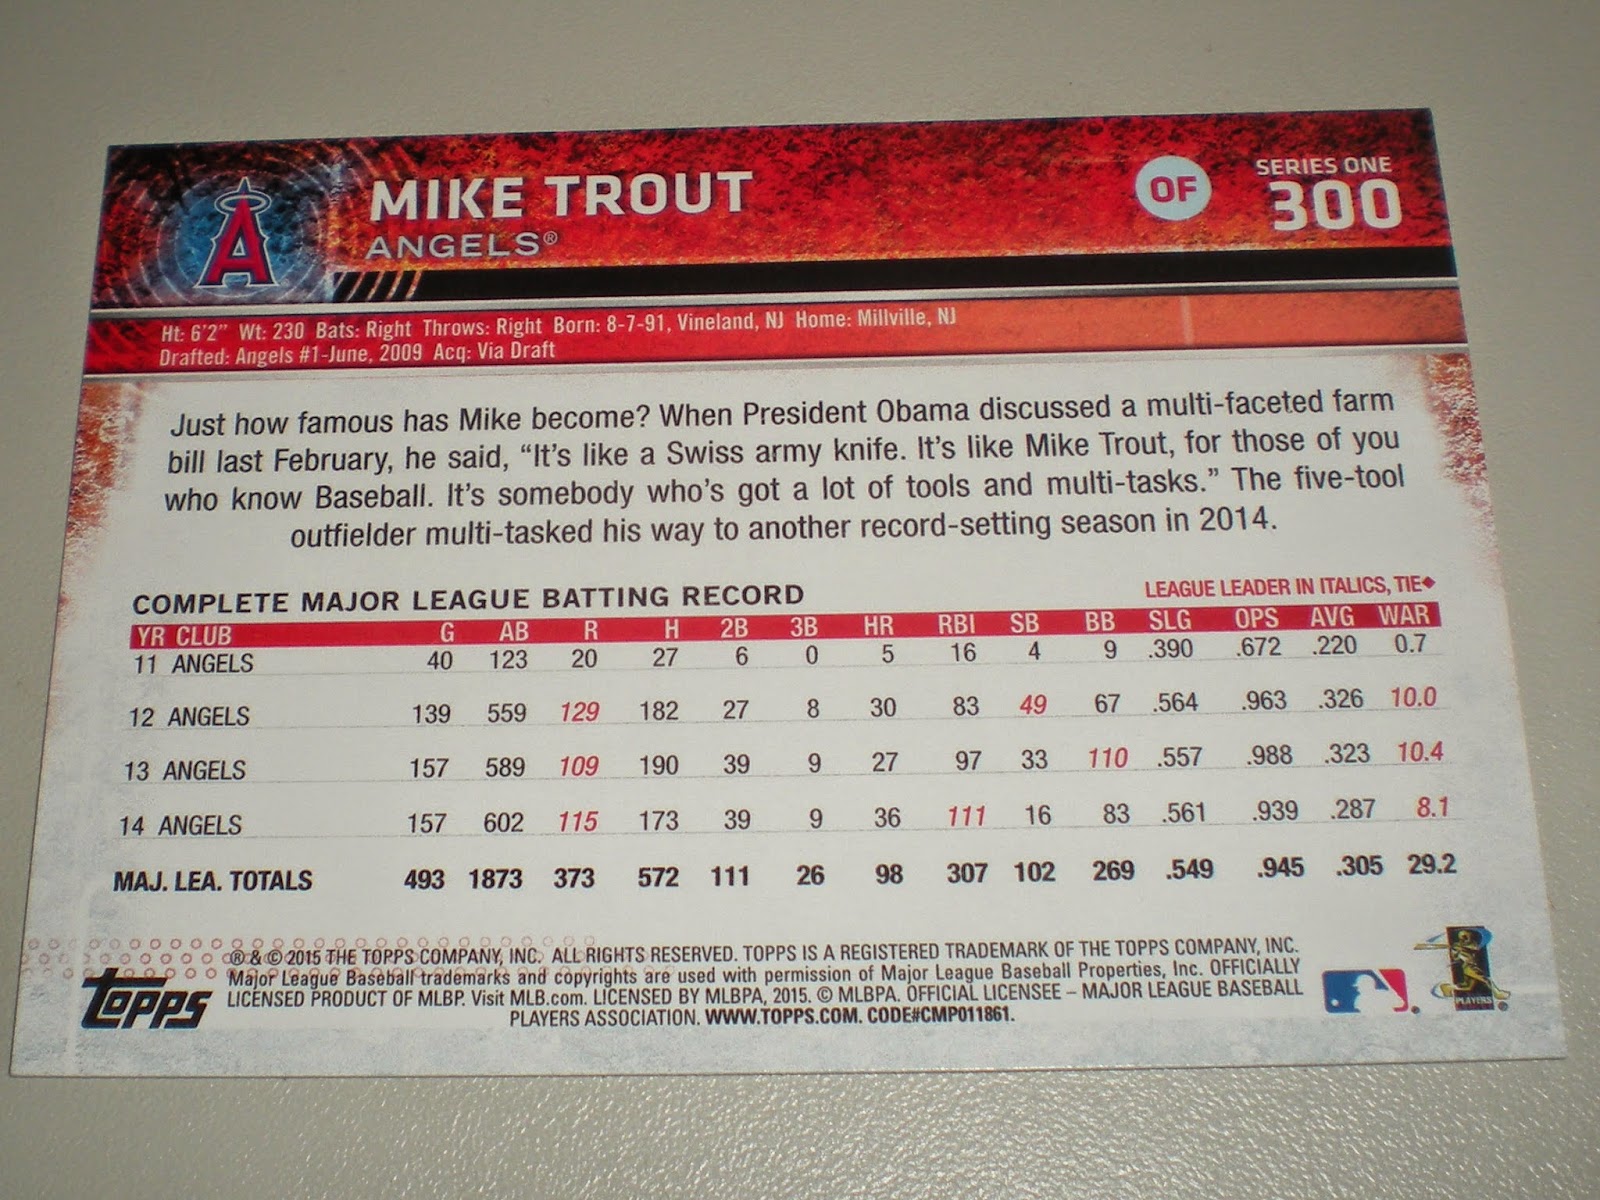 MIKE TROUT
ANGELS®
OF
SERIES ONE
300
A
Ht: 6'2" Wt: 230 Bats: Right Throws: Right Born: 8-7-91, Vineland, NJ Home: Millville, NJ
Drafted: Angels #1-June, 2009 Acq: Via Draft
Just how famous has Mike become? When President Obama discussed a multi-faceted farm
bill last February, he said, “It's like a Swiss army knife. It's like Mike Trout, for those of you
who know Baseball. It's somebody who's got a lot of tools and multi-tasks.” The five-tool
outfielder multi-tasked his way to another record-setting season in 2014.
COMPLETE MAJOR LEAGUE BATTING RECORD LEAGUE LEADER IN ITALICS, TIE◆
YR CLUB G AB R H 2B 3B HR RBI SB BB SLG OPS AVG WAR
11 ANGELS 40 123 20 27 6 0 5 16 4 9 .390 .672 .220 0.7
12 ANGELS 139 559 129 182 27 8 30 83 49 67 .564 .963 .326 10.0
13 ANGELS 157 589 109 190 39 9 27 97 33 110 .557 .988 .323 10.4
14 ANGELS 157 602 115 173 39 9 36 111 16 83 .561 .939 .287 8.1
MAJ. LEA. TOTALS 493 1873 373 572 111 26 98 307 102 269 .549 .945 .305 29.2
® & © 2015 THE TOPPS COMPANY, INC. ALL RIGHTS RESERVED. TOPPS IS A REGISTERED TRADEMARK OF THE TOPPS COMPANY, INC.
Major League Baseball trademarks and copyrights are used with permission of Major League Baseball Properties, Inc. OFFICIALLY
LICENSED PRODUCT OF MLBP. Visit MLB.com. LICENSED BY MLBPA, 2015. © MLBPA. OFFICIAL LICENSEE – MAJOR LEAGUE BASEBALL
PLAYERS ASSOCIATION. WWW.TOPPS.COM. CODE#CMP011861.
TOPPS
PLAYERS